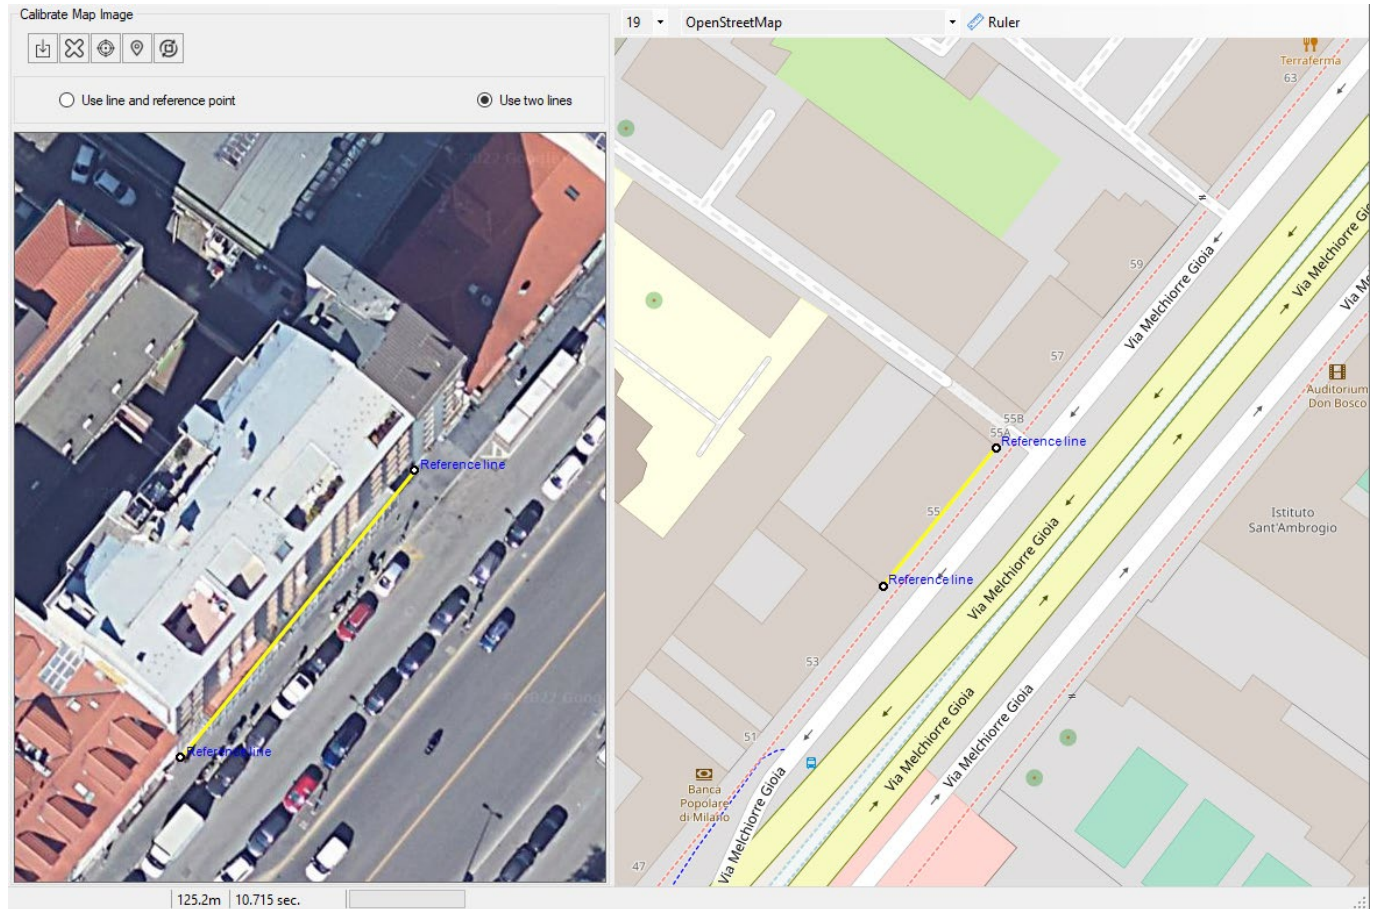 Calibrate Map Image
Use line and reference point
Use two lines
19
OpenStreetMap
Ruler
Reference line
Reference line
Terraferma
63
59
Via Melchiorre Gioia
Via Melchiorre Gi
Via Me
57
Auditorium
Don Bosco
55B
55A
Reference line
55
Istituto
Sant'Ambrogio
Via Melchiorre Gioia
Reference line
53
51
Via Melchiorre Gioia
Via Melchiorre Gioia
Banca
Popolare
di Milano
Via Melchiorre Gioia
47
125.2m
10.715 sec.